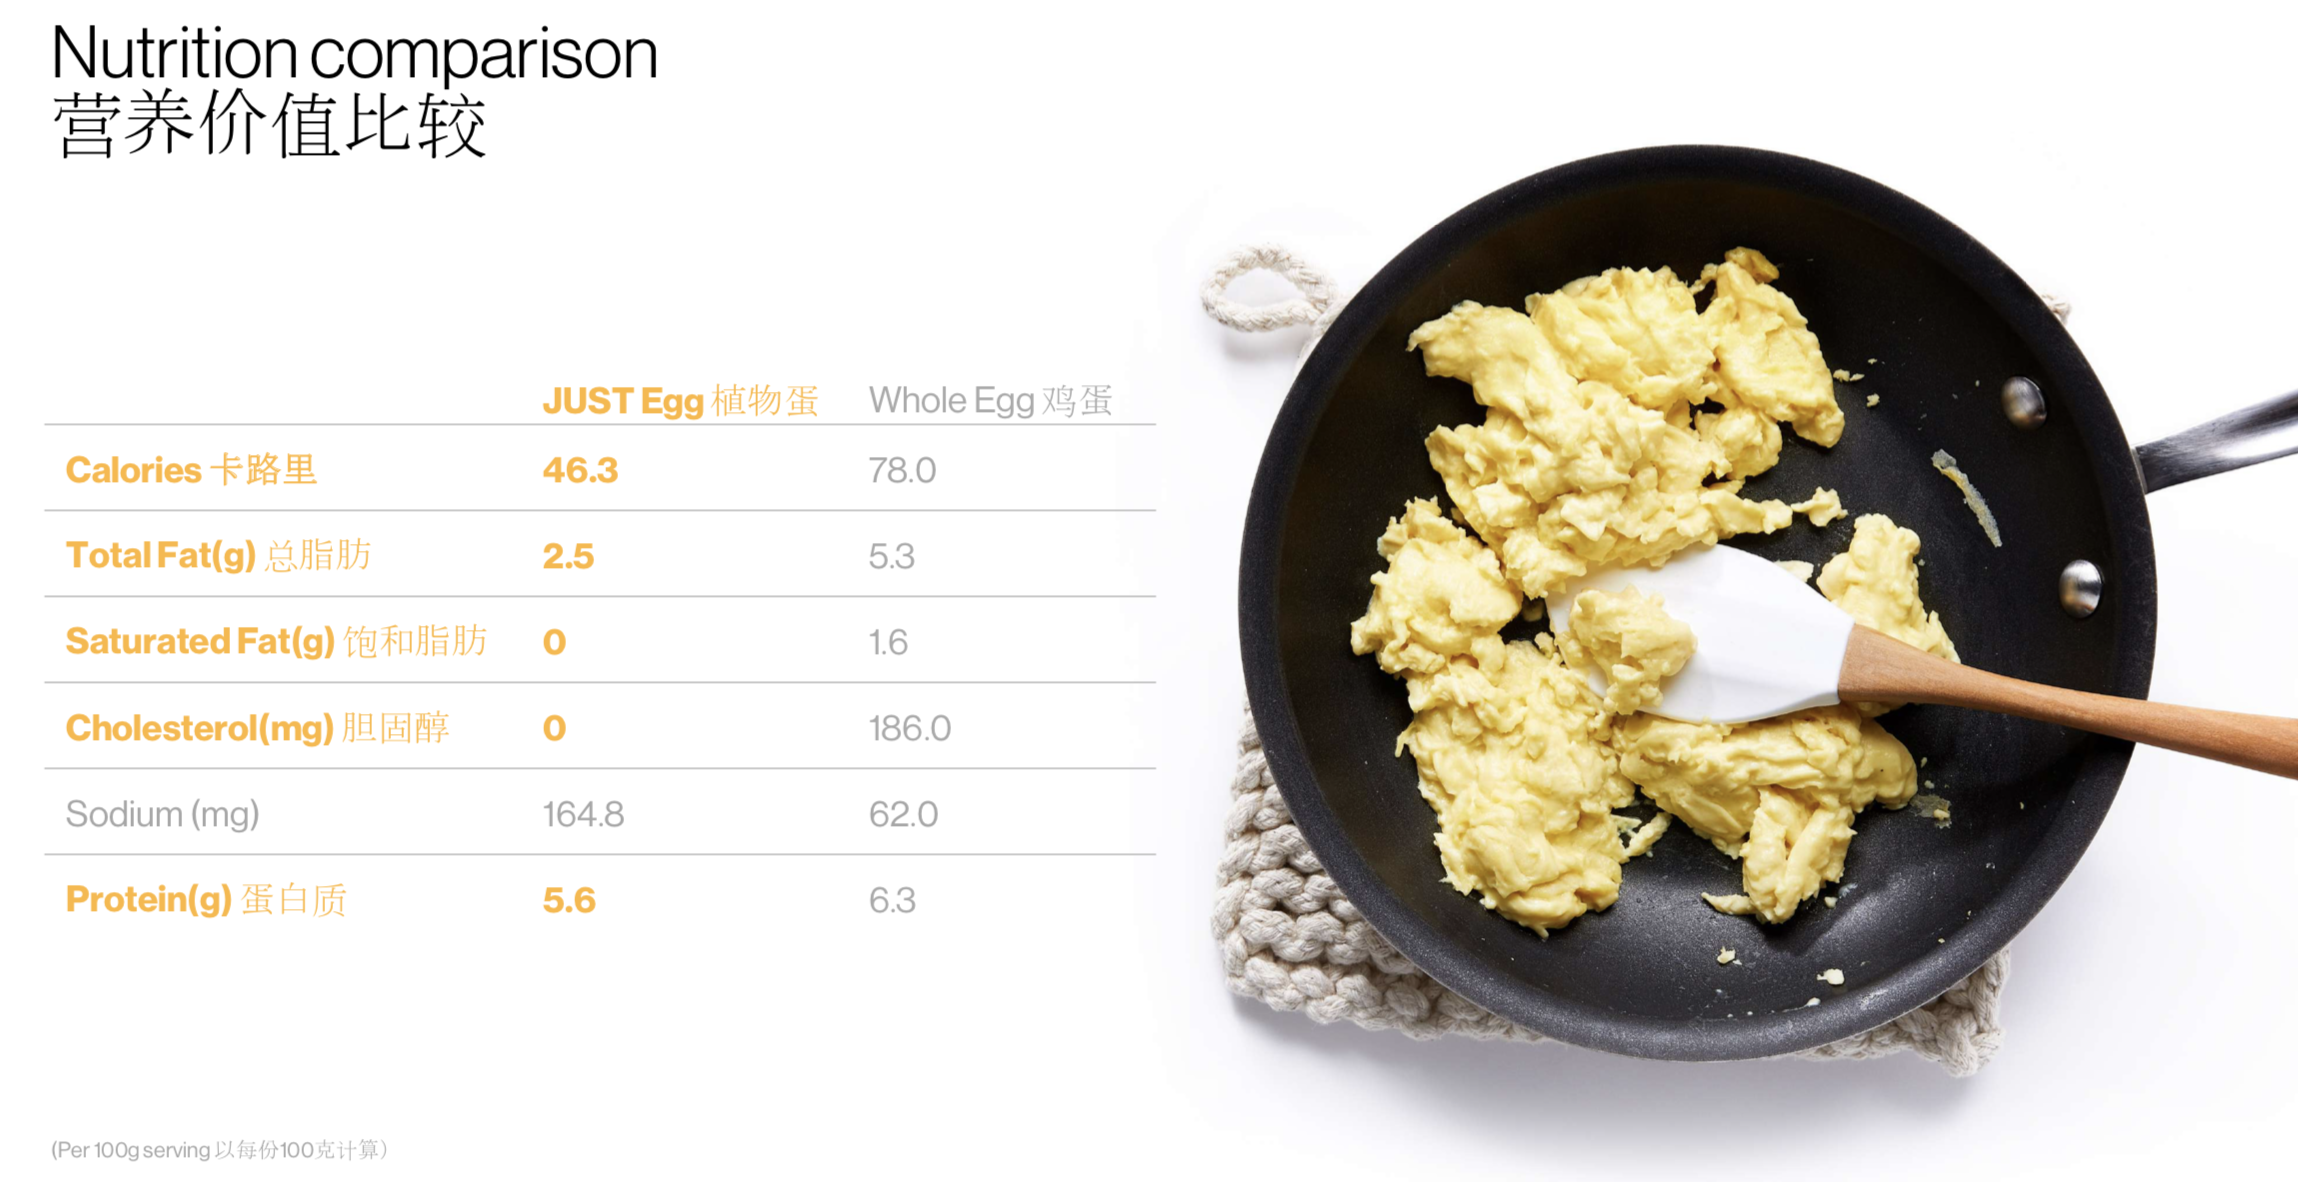 Nutrition comparison
营养价值比较
JUST Egg 植物蛋 Whole Egg 鸡蛋
Calories 卡路里 46.3 78.0
Total Fat(g) 总脂肪 2.5 5.3
Saturated Fat(g) 饱和脂肪 0 1.6
Cholesterol(mg) 胆固醇 0 186.0
Sodium (mg) 164.8 62.0
Protein(g) 蛋白质 5.6 6.3
(Per 100g serving 以每份100克计算)